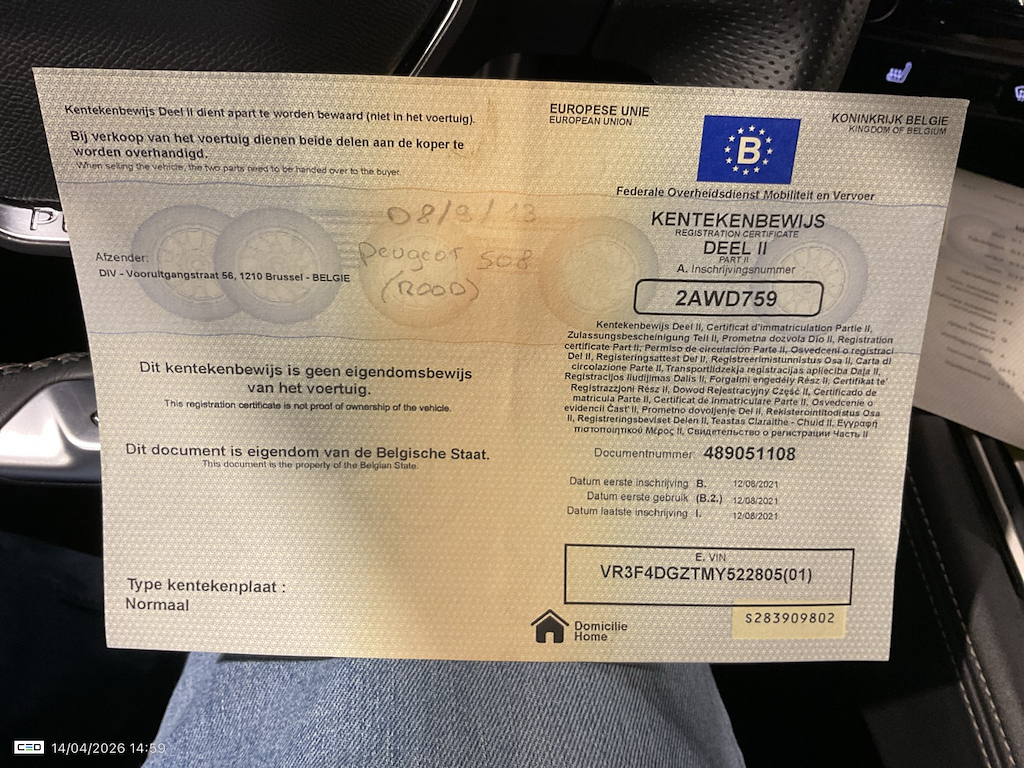 Kentekenbewijs Deel II dient apart te worden bewaard (niet in het voertuig).
Bij verkoop van het voertuig dienen beide delen aan de koper te
worden overhandigd.
When selling the vehicle, the two parts need to be handed over to the buyer.
08/9/13
peugeot 508
(ROOD)
Afzender:
DIV - Vooruitgangstraat 56, 1210 Brussel - BELGIE
Dit kentekenbewijs is geen eigendomsbewijs
van het voertuig.
This registration certificate is not proof of ownership of the vehicle.
Dit document is eigendom van de Belgische Staat.
This document is the property of the Belgian State.
Type kentekenplaat :
Normaal
EUROPESE UNIE
EUROPEAN UNION
B
KONINKRIJK BELGIE
KINGDOM OF BELGIUM
Federale Overheidsdienst Mobiliteit en Vervoer
KENTEKENBEWIJS
REGISTRATION CERTIFICATE
DEEL II
PART II
A. Inschrijvingsnummer
2AWD759
Kentekenbewijs Deel II, Certificat d'immatriculation Partie II,
Zulassungsbescheinigung Teil II, Prometna dozvola Dio II, Registration
certificate Part II, Permiso de circulación Parte II, Osvedceni o registraci
Del II, Registeringsattest Del II, Registreerimistunnistus Osa II, Carta di
circolazione Parte II, Transportlidzekja registracijas aplieciba Daļa II,
Registracijos liudijimas Dalis II, Forgalmi engedély Rész II, Certifikat te'
Registrazzjoni Rész II, Dowod Rejestracyjny Część II, Certificado de
matricula Parte II, Certificat de Inmatriculare Parte II, Osvedcenie o
evidencii Časť II, Prometno dovoljenje Del II, Rekisterointitodistus Osa
II, Registreringsbeviset Delen II, Teastas Claraithe - Chuid II, Εγγραφή
πιστοποιητικού Μέρος II, Свидетельство о регистрации Часть II
Documentnummer: 489051108
Datum eerste inschrijving B. 12/08/2021
Datum eerste gebruik (B.2.) 12/08/2021
Datum laatste inschrijving I. 12/08/2021
E. VIN
VR3F4DGZTMY522805(01)
S283909802
Domicilie
Home
CEO 14/04/2026 14:59